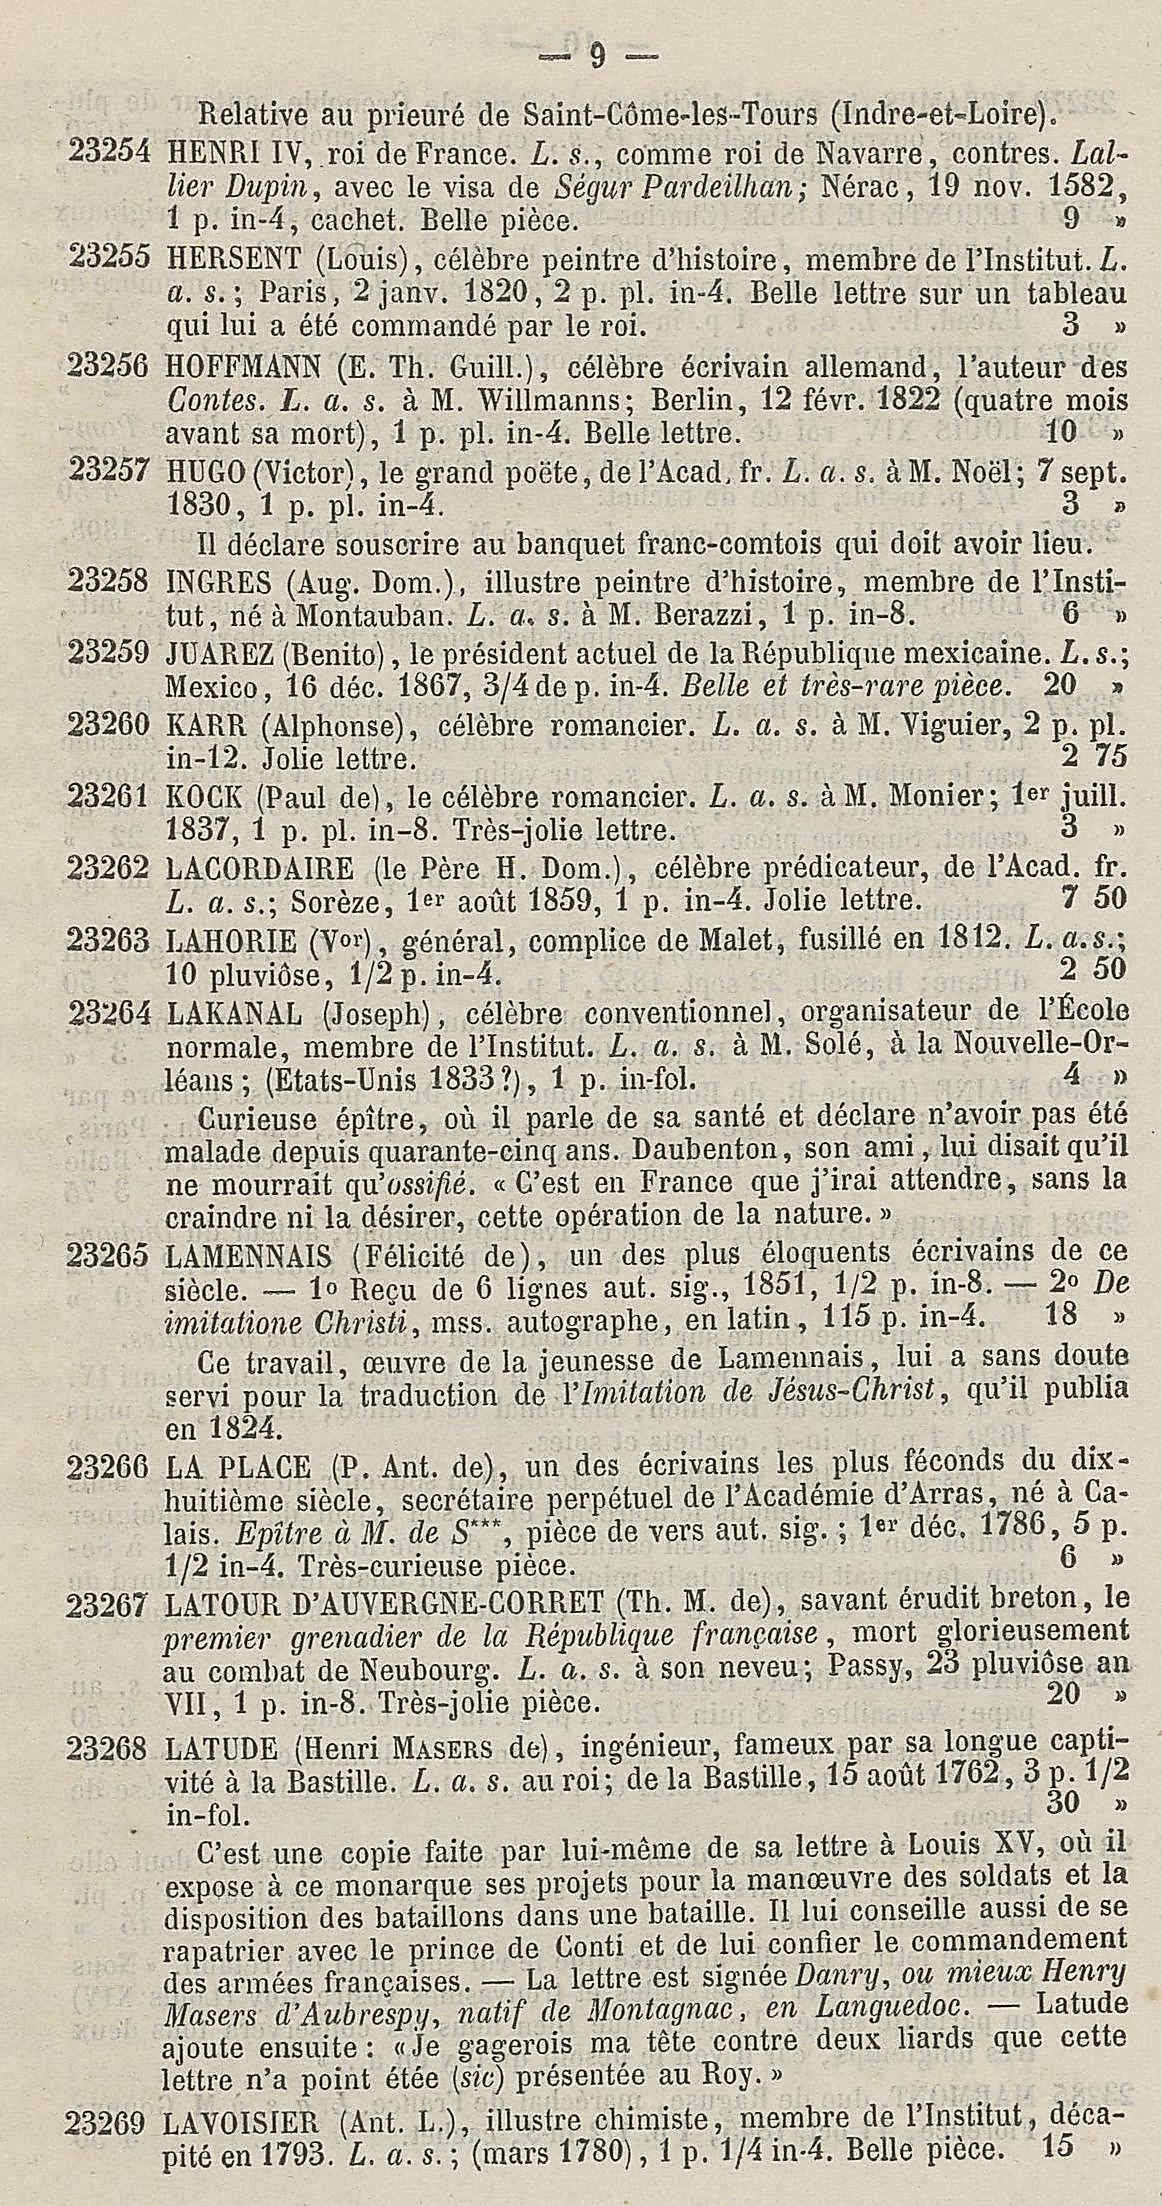 — 9 —
Relative au prieuré de Saint-Côme-les-Tours (Indre-et-Loire).
23254 HENRI IV, roi de France. L. s., comme roi de Navarre, contres. Lal-
lier Dupin, avec le visa de Ségur Pardeilhan; Nérac, 19 nov. 1582,
1 p. in-4, cachet. Belle pièce. 9 »
23255 HERSENT (Louis), célèbre peintre d'histoire, membre de l'Institut. L.
a. s.; Paris, 2 janv. 1820, 2 p. pl. in-4. Belle lettre sur un tableau
qui lui a été commandé par le roi. 3 »
23256 HOFFMANN (E. Th. Guill.), célèbre écrivain allemand, l'auteur des
Contes. L. a. s. à M. Willmanns; Berlin, 12 févr. 1822 (quatre mois
avant sa mort), 1 p. pl. in-4. Belle lettre. 10 »
23257 HUGO (Victor), le grand poëte, de l'Acad. fr. L. a. s. à M. Noël; 7 sept.
1830, 1 p. pl. in-4. 3 »
Il déclare souscrire au banquet franc-comtois qui doit avoir lieu.
23258 INGRES (Aug. Dom.), illustre peintre d'histoire, membre de l'Insti-
tut, né à Montauban. L. a. s. à M. Berazzi, 1 p. in-8. 6 »
23259 JUAREZ (Benito), le président actuel de la République mexicaine. L. s.;
Mexico, 16 déc. 1867, 3/4 de p. in-4. Belle et très-rare pièce. 20 »
23260 KARR (Alphonse), célèbre romancier. L. a. s. à M. Viguier, 2 p. pl.
in-12. Jolie lettre. 2 75
23261 KOCK (Paul de), le célèbre romancier. L. a. s. à M. Monier; 1er juill.
1837, 1 p. pl. in-8. Très-jolie lettre. 3 »
23262 LACORDAIRE (le Père H. Dom.), célèbre prédicateur, de l'Acad. fr.
L. a. s.; Sorèze, 1er août 1859, 1 p. in-4. Jolie lettre. 7 50
23263 LAHORIE (Vor), général, complice de Malet, fusillé en 1812. L. a. s.;
10 pluviôse, 1/2 p. in-4. 2 50
23264 LAKANAL (Joseph), célèbre conventionnel, organisateur de l'École
normale, membre de l'Institut. L. a. s. à M. Solé, à la Nouvelle-Or-
léans; (Etats-Unis 1833?), 1 p. in-fol. 4 »
Curieuse épître, où il parle de sa santé et déclare n'avoir pas été
malade depuis quarante-cinq ans. Daubenton, son ami, lui disait qu'il
ne mourrait qu'ossifié. « C'est en France que j'irai attendre, sans la
craindre ni la désirer, cette opération de la nature. »
23265 LAMENNAIS (Félicité de), un des plus éloquents écrivains de ce
siècle. — 1o Reçu de 6 lignes aut. sig., 1851, 1/2 p. in-8. — 2o De
imitatione Christi, mss. autographe, en latin, 115 p. in-4. 18 »
Ce travail, œuvre de la jeunesse de Lamennais, lui a sans doute
servi pour la traduction de l'Imitation de Jésus-Christ, qu'il publia
en 1824.
23266 LA PLACE (P. Ant. de), un des écrivains les plus féconds du dix-
huitième siècle, secrétaire perpétuel de l'Académie d'Arras, né à Ca-
lais. Epître à M. de S***, pièce de vers aut. sig.; 1er déc. 1786, 5 p.
1/2 in-4. Très-curieuse pièce. 6 »
23267 LATOUR D'AUVERGNE-CORRET (Th. M. de), savant érudit breton, le
premier grenadier de la République française, mort glorieusement
au combat de Neubourg. L. a. s. à son neveu; Passy, 23 pluviôse an
VII, 1 p. in-8. Très-jolie pièce. 20 »
23268 LATUDE (Henri MASERS de), ingénieur, fameux par sa longue capti-
vité à la Bastille. L. a. s. au roi; de la Bastille, 15 août 1762, 3 p. 1/2
in-fol. 30 »
C'est une copie faite par lui-même de sa lettre à Louis XV, où il
expose à ce monarque ses projets pour la manœuvre des soldats et la
disposition des bataillons dans une bataille. Il lui conseille aussi de se
rapatrier avec le prince de Conti et de lui confier le commandement
des armées françaises. — La lettre est signée Danry, ou mieux Henry
Masers d'Aubrespy, natif de Montagnac, en Languedoc. — Latude
ajoute ensuite: «Je gagerois ma tête contre deux liards que cette
lettre n'a point étée (sic) présentée au Roy. »
23269 LAVOISIER (Ant. L.), illustre chimiste, membre de l'Institut, déca-
pité en 1793. L. a. s.; (mars 1780), 1 p. 1/4 in-4. Belle pièce. 15 »